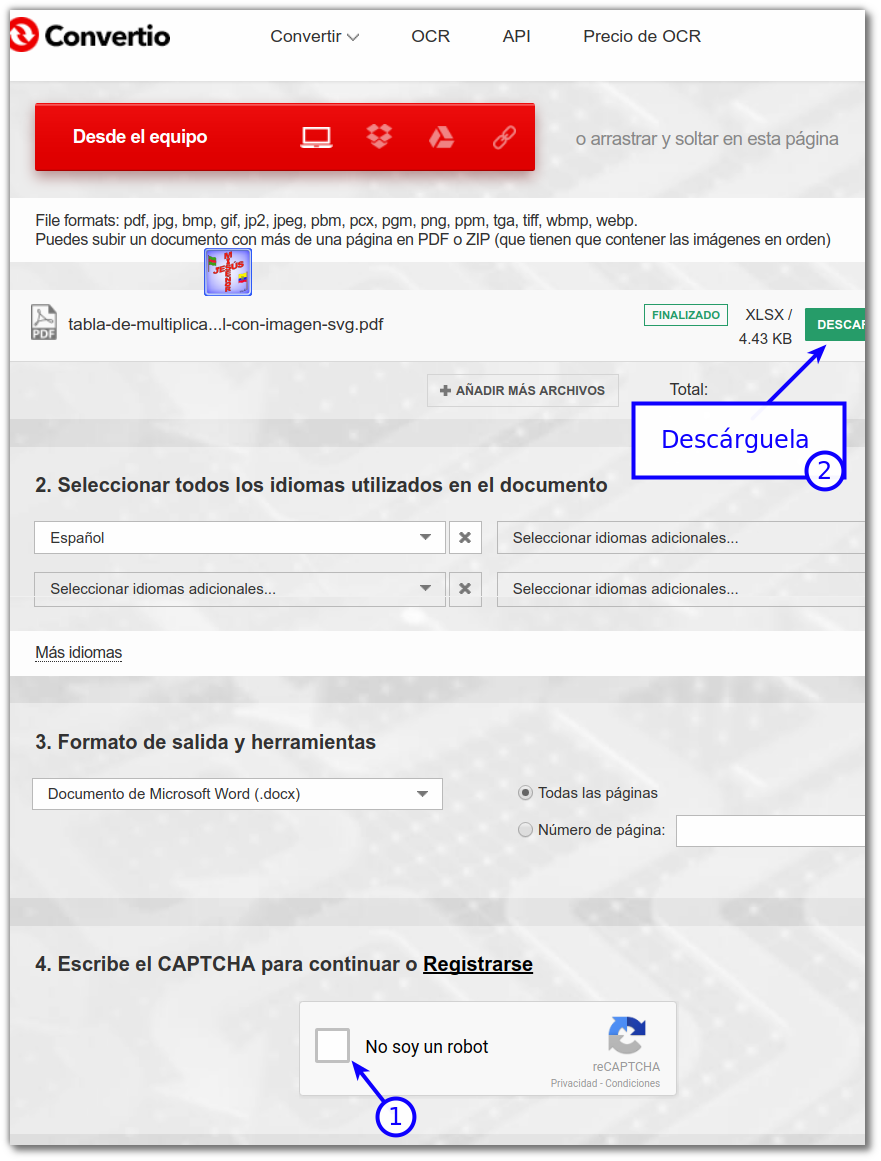 Convertio
Convertir OCR API Precio de OCR
Desde el equipo
o arrastrar y soltar en esta página
File formats: pdf, jpg, bmp, gif, jp2, jpeg, pbm, pcx, pgm, png, ppm, tga, tiff, wbmp, webp.
Puedes subir un documento con más de una página en PDF o ZIP (que tienen que contener las imágenes en orden)
JESÚS
PDF
tabla-de-multiplica...l-con-imagen-svg.pdf
FINALIZADO
XLSX /
4.43 KB
DESCAR
AÑADIR MÁS ARCHIVOS
Total:
Descárguela
2
2. Seleccionar todos los idiomas utilizados en el documento
Español
Seleccionar idiomas adicionales...
Seleccionar idiomas adicionales...
Seleccionar idiomas adicionales...
Más idiomas
3. Formato de salida y herramientas
Documento de Microsoft Word (.docx)
Todas las páginas
Número de página:
4. Escribe el CAPTCHA para continuar o Registrarse
No soy un robot
reCAPTCHA
Privacidad - Condiciones
1